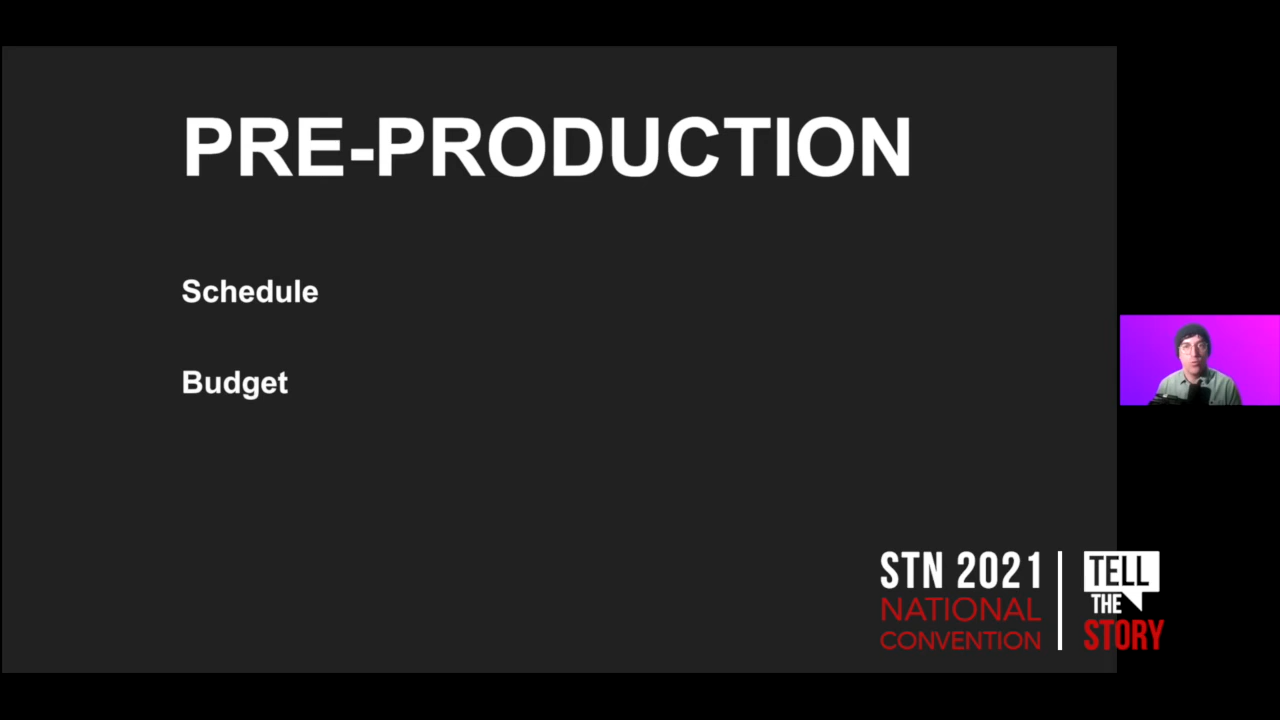 PRE-PRODUCTION
Schedule
Budget
STN 2021
NATIONAL
CONVENTION
TELL
THE
STORY